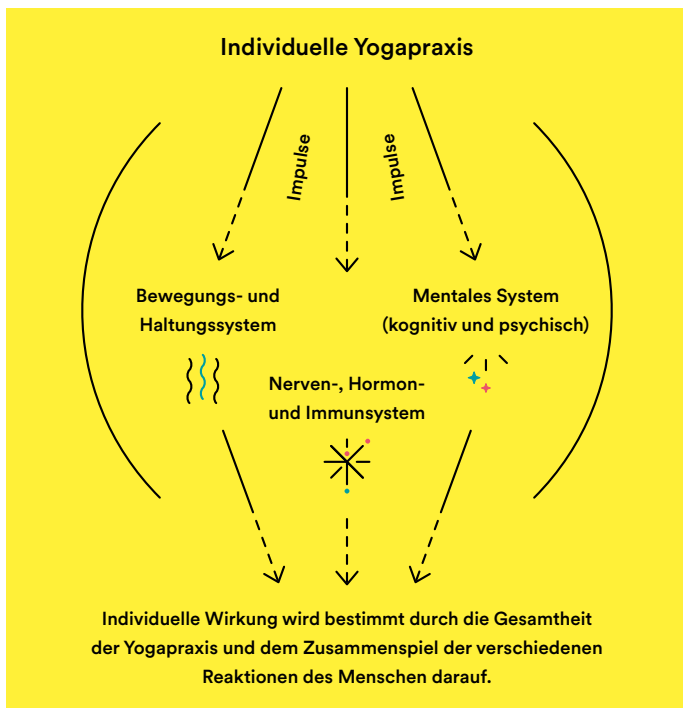 Individuelle Yogapraxis
Impulse
Impulse
Bewegungs- und
Haltungssystem
Mentales System
(kognitiv und psychisch)
Nerven-, Hormon-
und Immunsystem
Individuelle Wirkung wird bestimmt durch die Gesamtheit
der Yogapraxis und dem Zusammenspiel der verschiedenen
Reaktionen des Menschen darauf.